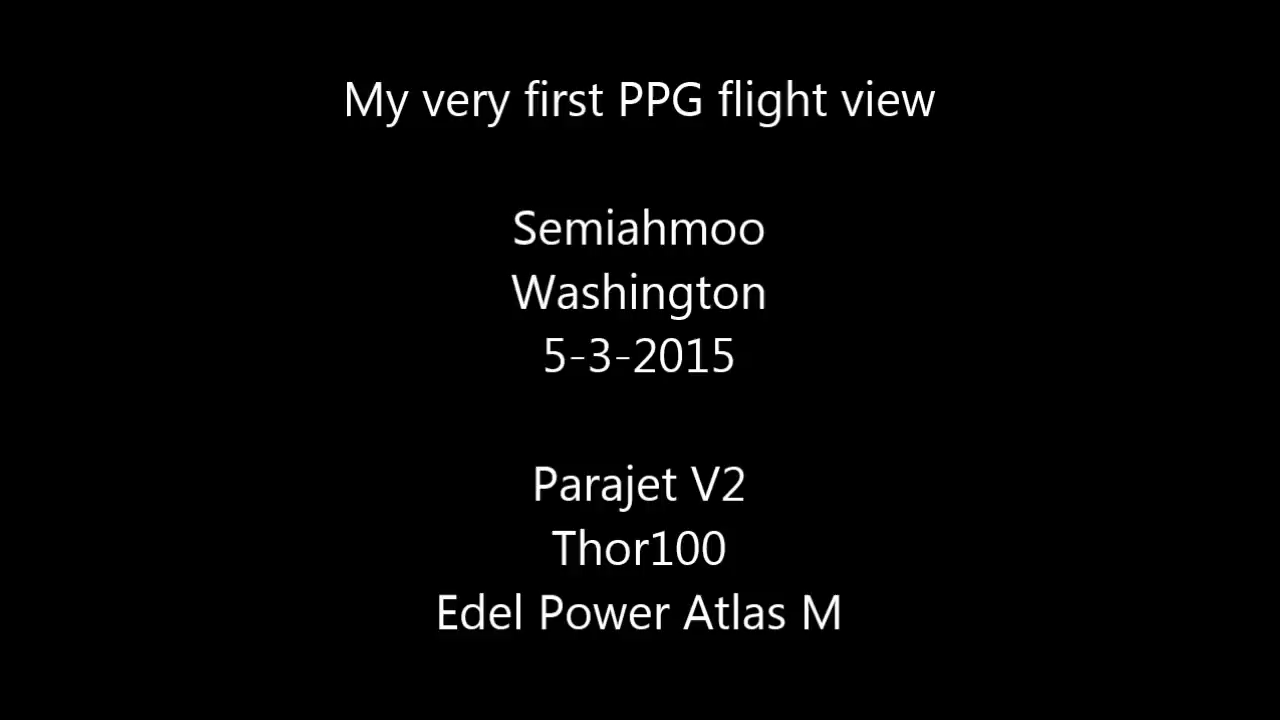 My very first PPG flight view
Semiahmoo
Washington
5-3-2015
Parajet V2
Thor100
Edel Power Atlas M